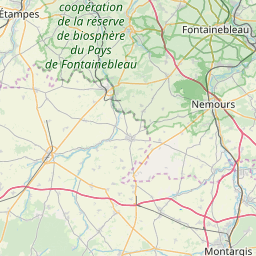 coopération
de la réserve
de biosphère
du Pays
de Fontainebleau
Étampes
Fontainebleau
Nemours
Montargis